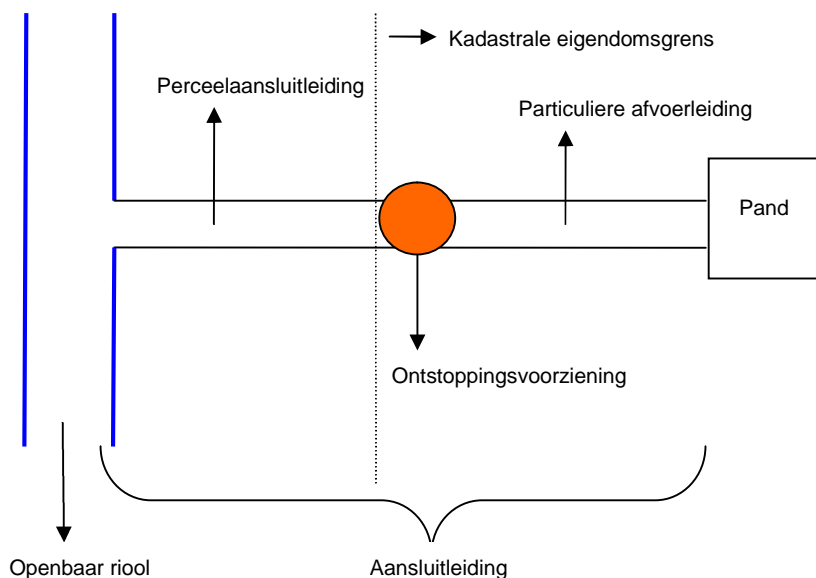 Kadastrale eigendomsgrens
Perceelaansluitleiding
Particuliere afvoerleiding
Pand
Ontstoppingsvoorziening
Openbaar riool
Aansluitleiding